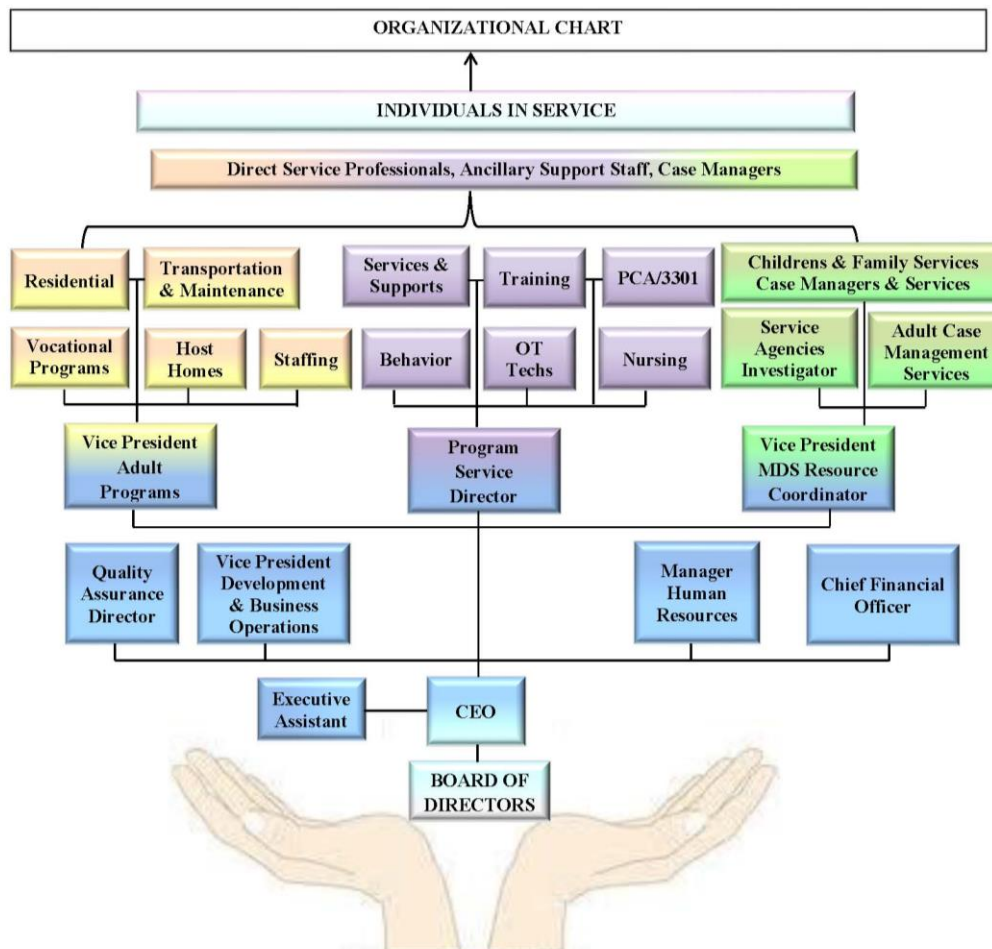 ORGANIZATIONAL CHART
INDIVIDUALS IN SERVICE
Direct Service Professionals, Ancillary Support Staff, Case Managers
Residential
Transportation
& Maintenance
Services &
Supports
Training
PCA/3301
Childrens & Family Services
Case Managers & Services
Vocational
Programs
Host
Homes
Staffing
Behavior
OT
Techs
Nursing
Service
Agencies
Investigator
Adult Case
Management
Services
Vice President
Adult
Programs
Program
Service
Director
Vice President
MDS Resource
Coordinator
Quality
Assurance
Director
Vice President
Development
& Business
Operations
Manager
Human
Resources
Chief Financial
Officer
Executive
Assistant
CEO
BOARD OF
DIRECTORS